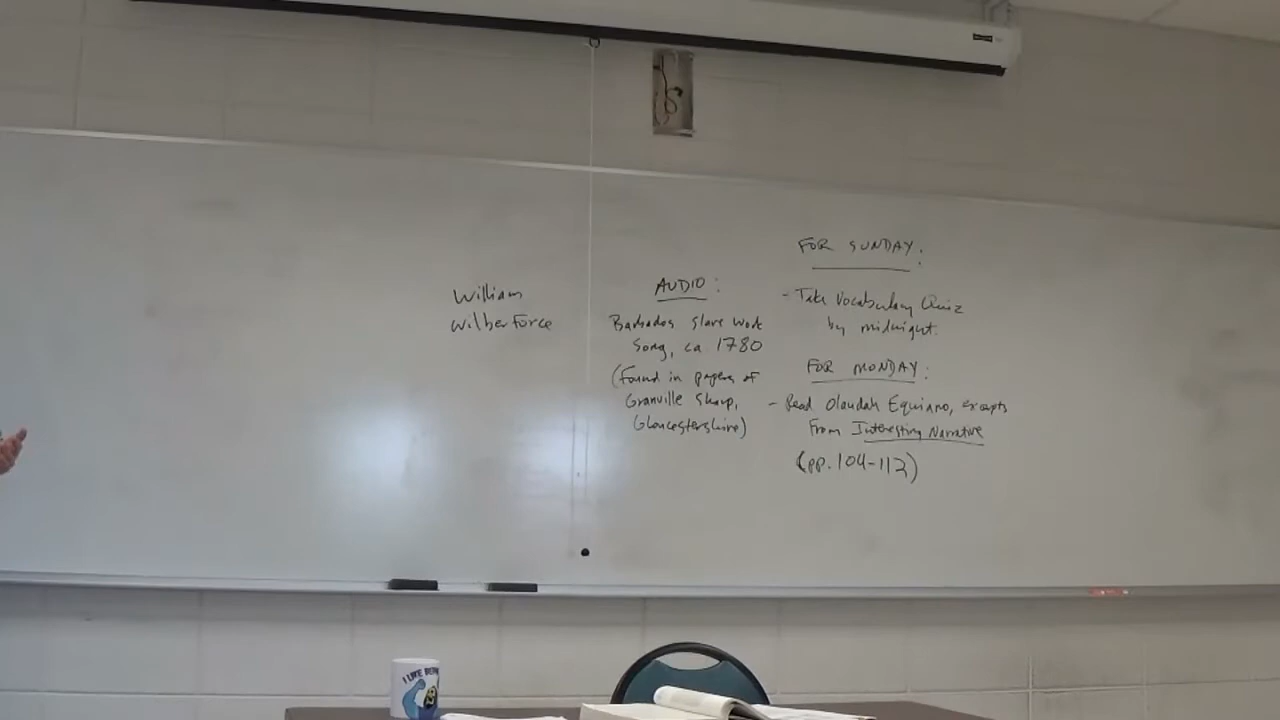 William
Wilberforce
AUDIO:
Barbados slave work
song, ca. 1780
(Found in papers of
Granville Sharp,
Gloucestershire)
FOR SUNDAY:
- Take Vocabulary Quiz
by midnight.
FOR MONDAY:
- Read Olaudah Equiano, excerpts
From Interesting Narrative
(pp. 104-112)
I LIKE